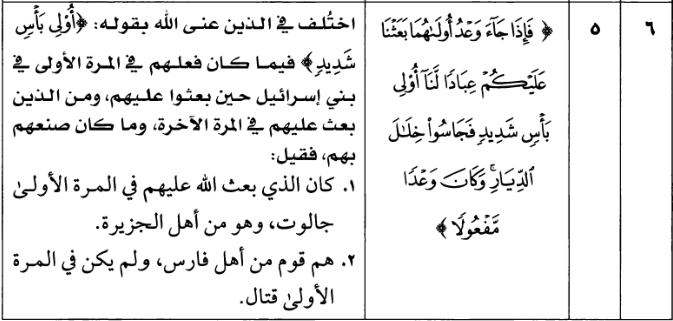 ٦
٥
﴿ فَإِذَا جَآءَ وَعْدُ أُولَىٰهُمَا بَعَثْنَا
عَلَيْكُمْ عِبَادًا لَّنَآ أُوْلِى
بَأْسٍ شَدِيدٍ فَجَاسُوا۟ خِلَـٰلَ
ٱلدِّيَارِۚ وَكَانَ وَعْدًا
مَّفْعُولًا ﴾
اختُلف في الذين عنى الله بقوله: ﴿أُوْلِى بَأْسٍ
شَدِيدٍ﴾ فيما كان فعلهم في المرة الأولى في
بني إسرائيل حين بعثوا عليهم، ومن الذين
بعث عليهم في المرة الآخرة، وما كان صنعهم
بهم، فقيل:
١. كان الذي بعث الله عليهم في المرة الأولىٰ
جالوت، وهو من أهل الجزيرة.
٢. هم قوم من أهل فارس، ولم يكن في المرة
الأولىٰ قتال.